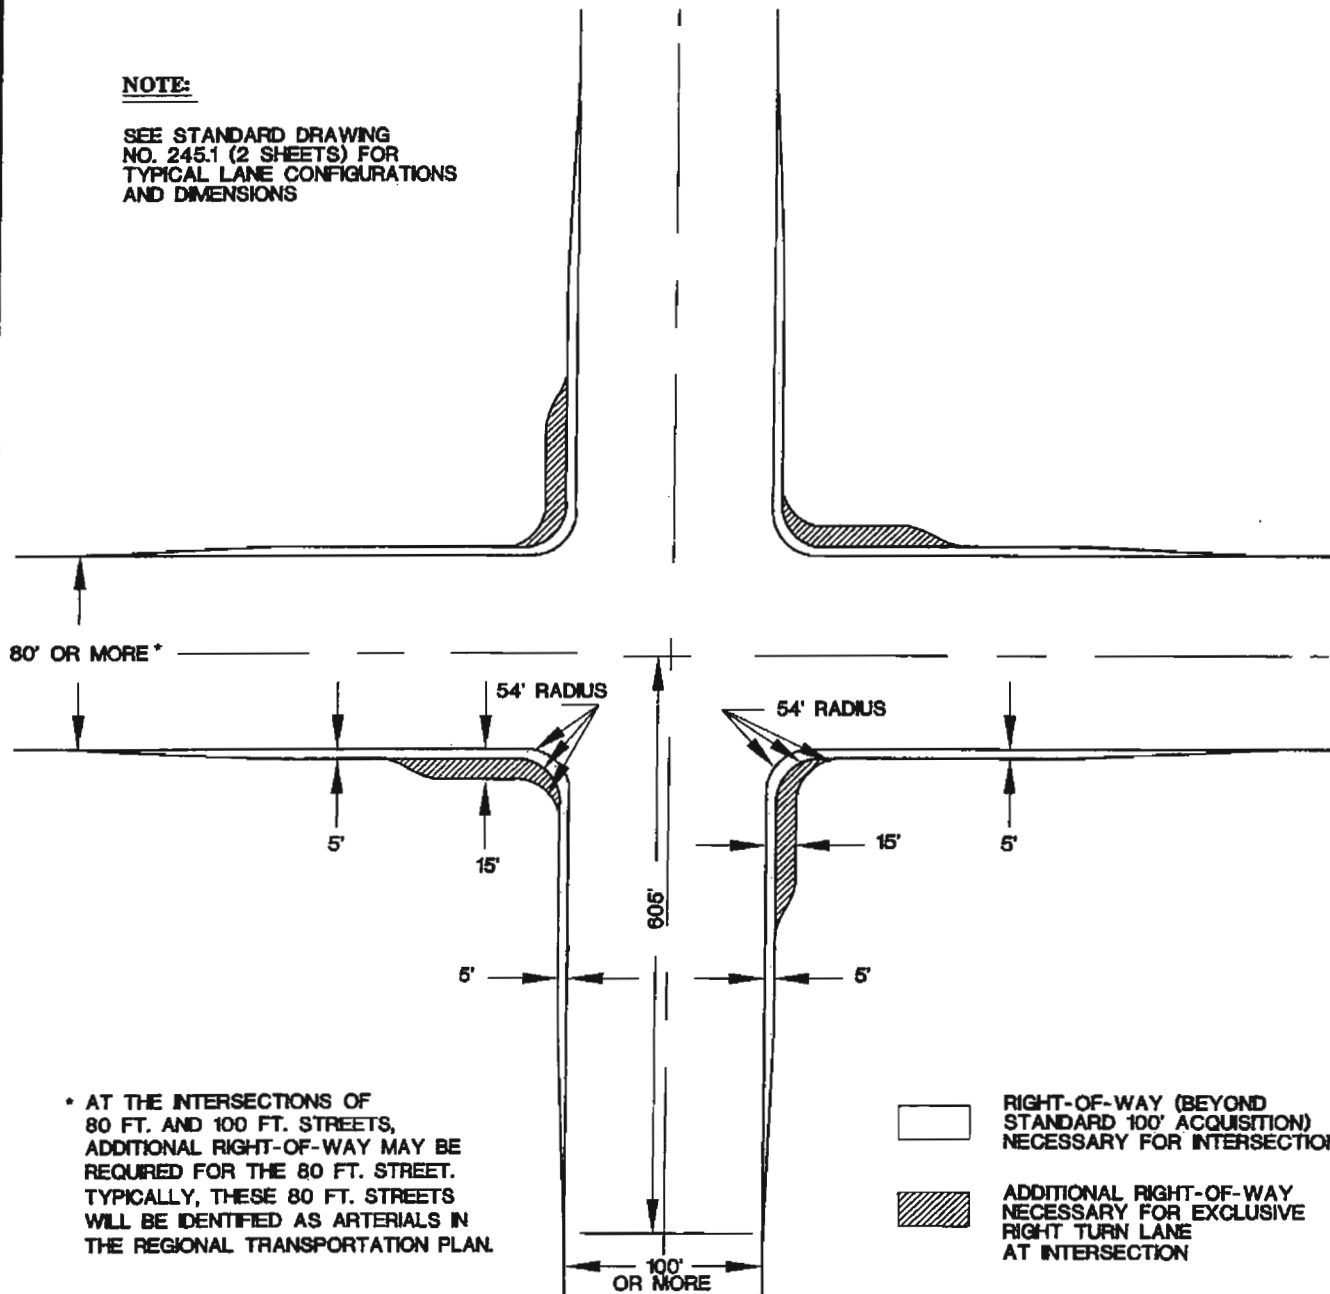 NOTE:
SEE STANDARD DRAWING
NO. 245.1 (2 SHEETS) FOR
TYPICAL LANE CONFIGURATIONS
AND DIMENSIONS
80' OR MORE *
54' RADIUS
54' RADIUS
5'
15'
15'
5'
605'
5'
5'
* AT THE INTERSECTIONS OF
80 FT. AND 100 FT. STREETS,
ADDITIONAL RIGHT-OF-WAY MAY BE
REQUIRED FOR THE 80 FT. STREET.
TYPICALLY, THESE 80 FT. STREETS
WILL BE IDENTIFIED AS ARTERIALS IN
THE REGIONAL TRANSPORTATION PLAN.
RIGHT-OF-WAY (BEYOND
STANDARD 100' ACQUISITION)
NECESSARY FOR INTERSECTIO
ADDITIONAL RIGHT-OF-WAY
NECESSARY FOR EXCLUSIVE
RIGHT TURN LANE
AT INTERSECTION
100'
OR MORE